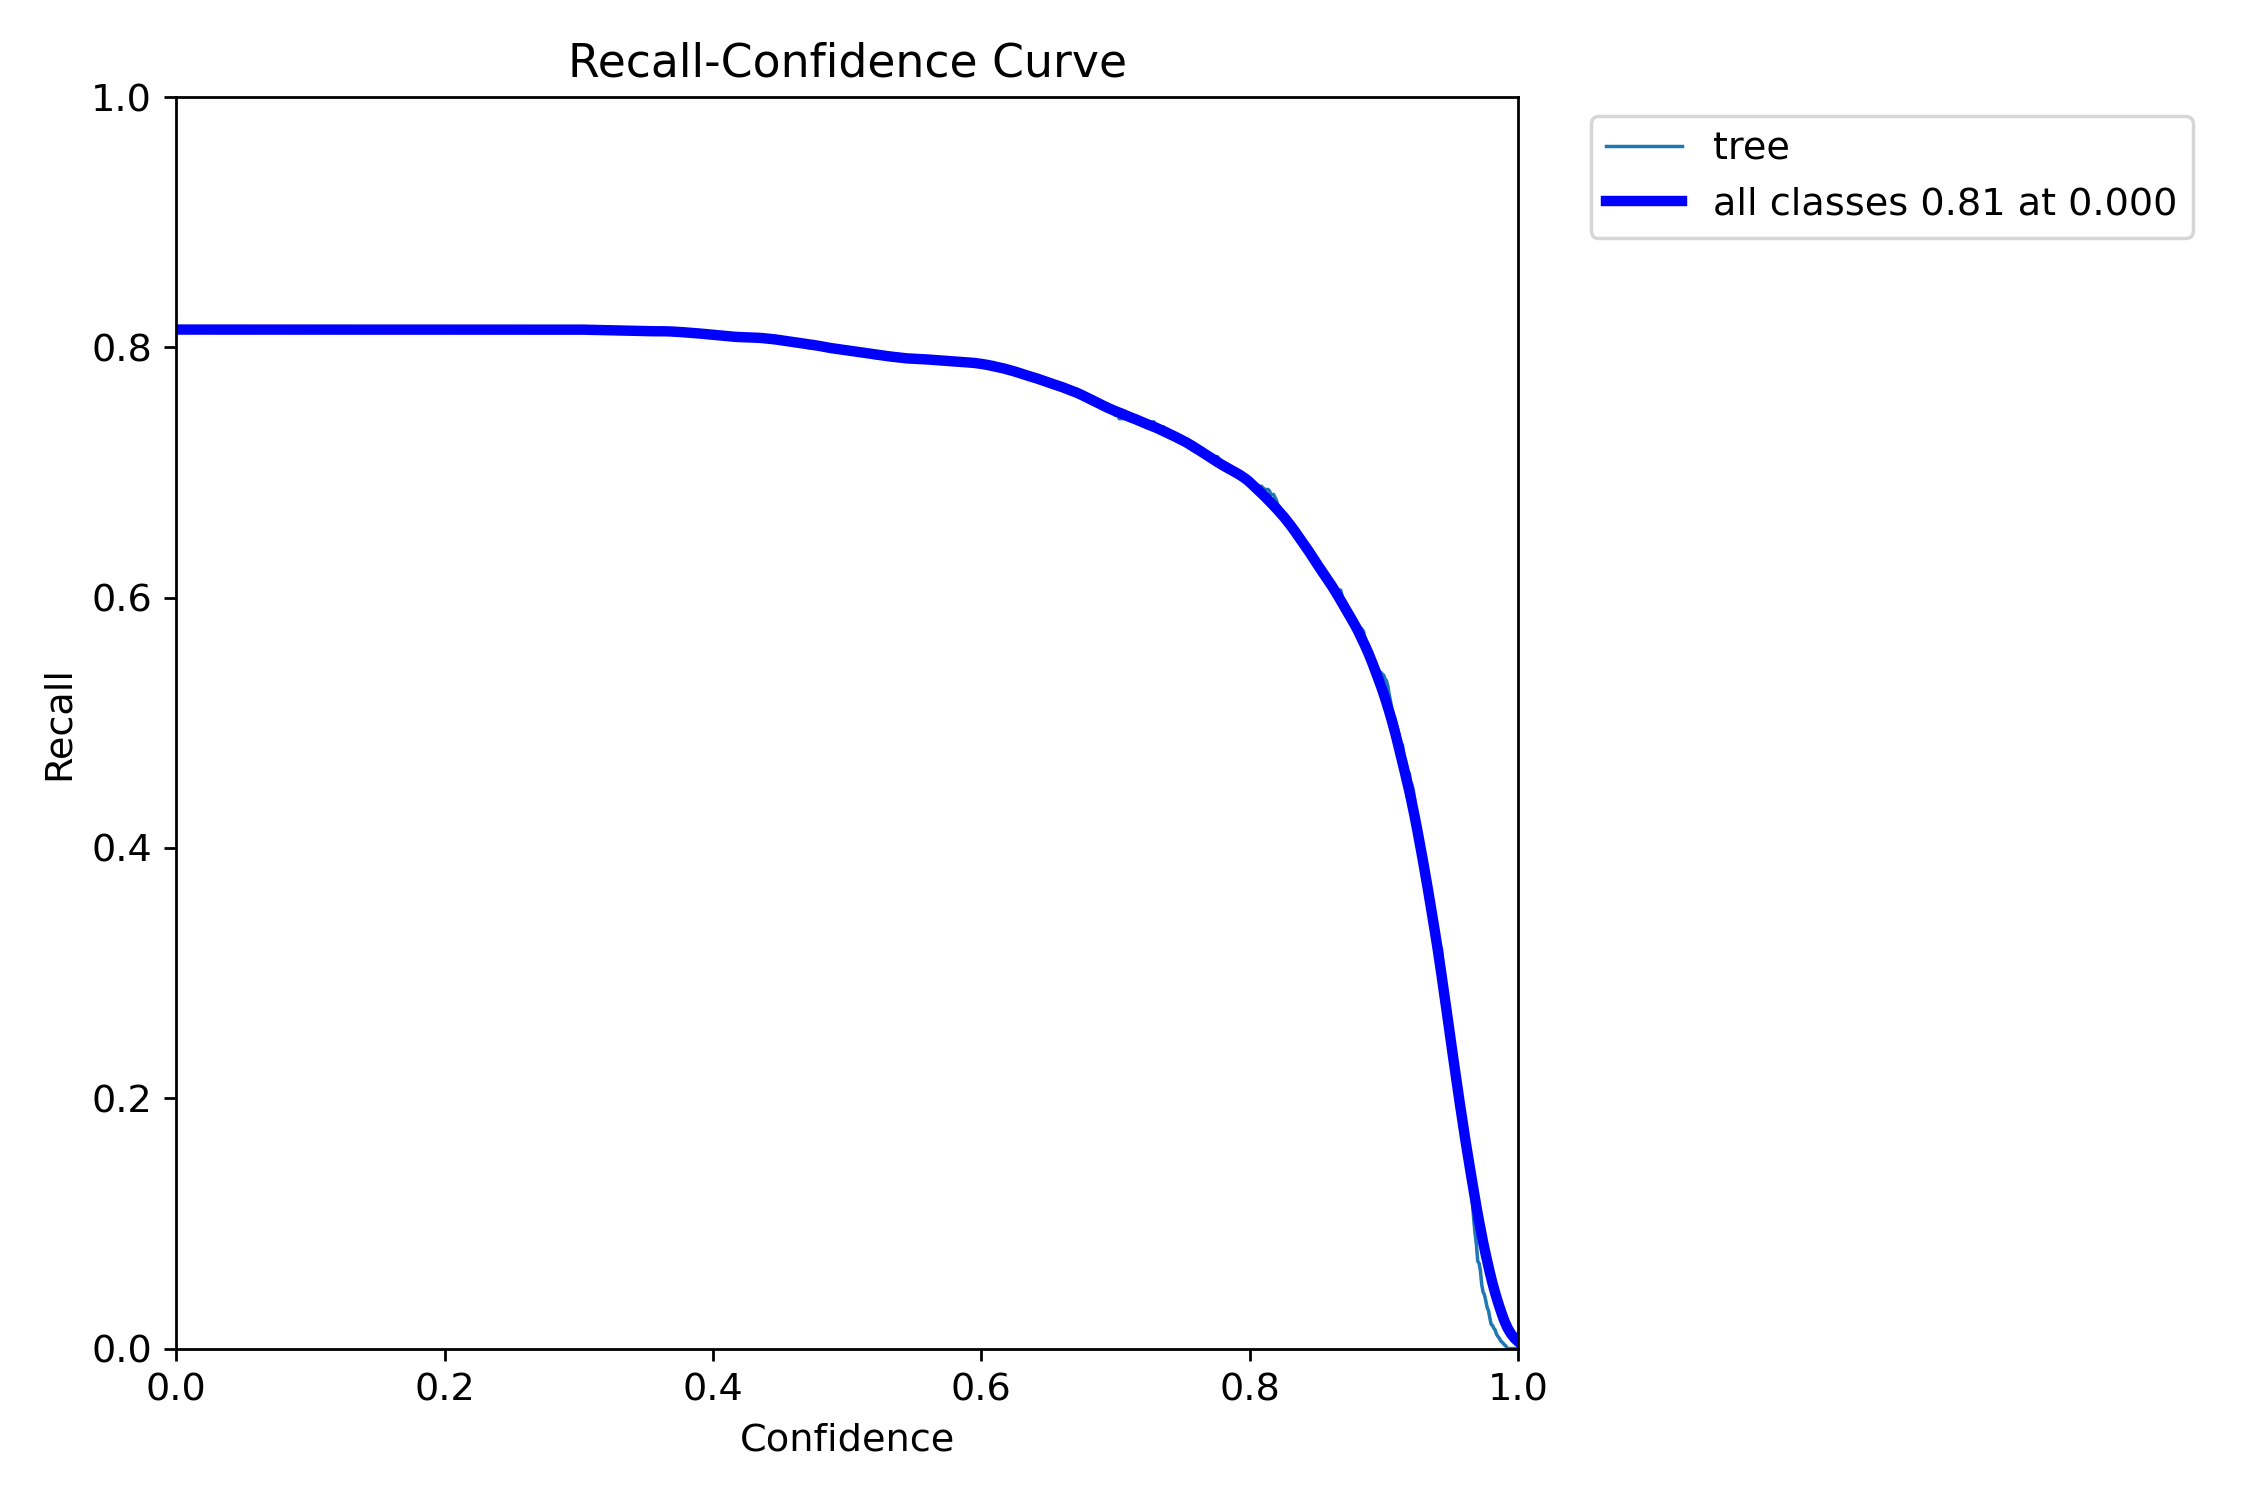 Recall-Confidence Curve
1.0
0.8
0.6
0.4
0.2
0.0
Recall
0.0 0.2 0.4 0.6 0.8 1.0
Confidence
tree
all classes 0.81 at 0.000